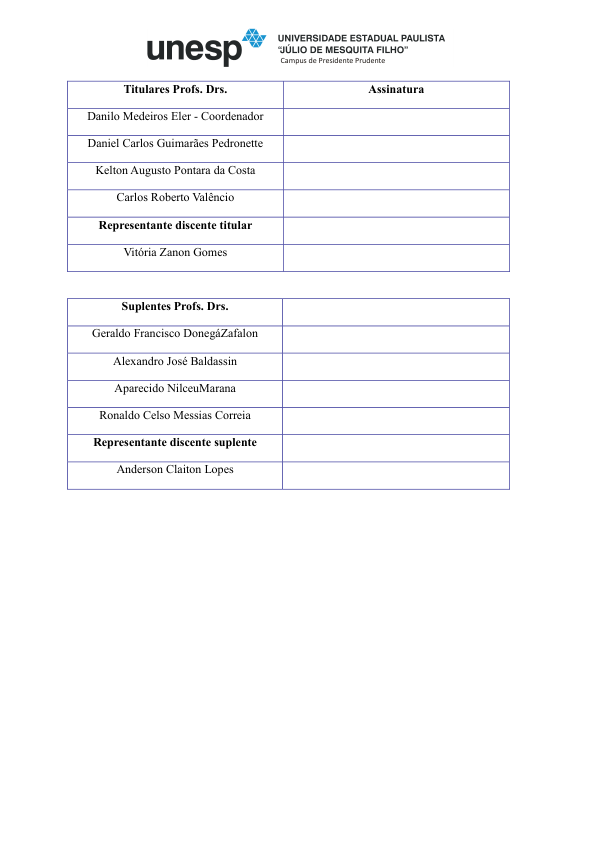 unesp
UNIVERSIDADE ESTADUAL PAULISTA
"JÚLIO DE MESQUITA FILHO"
Campus de Presidente Prudente
Titulares Profs. Drs. Assinatura
Danilo Medeiros Eler - Coordenador
Daniel Carlos Guimarães Pedronette
Kelton Augusto Pontara da Costa
Carlos Roberto Valêncio
Representante discente titular
Vitória Zanon Gomes
Suplentes Profs. Drs.
Geraldo Francisco DonegáZafalon
Alexandro José Baldassin
Aparecido NilceuMarana
Ronaldo Celso Messias Correia
Representante discente suplente
Anderson Claiton Lopes